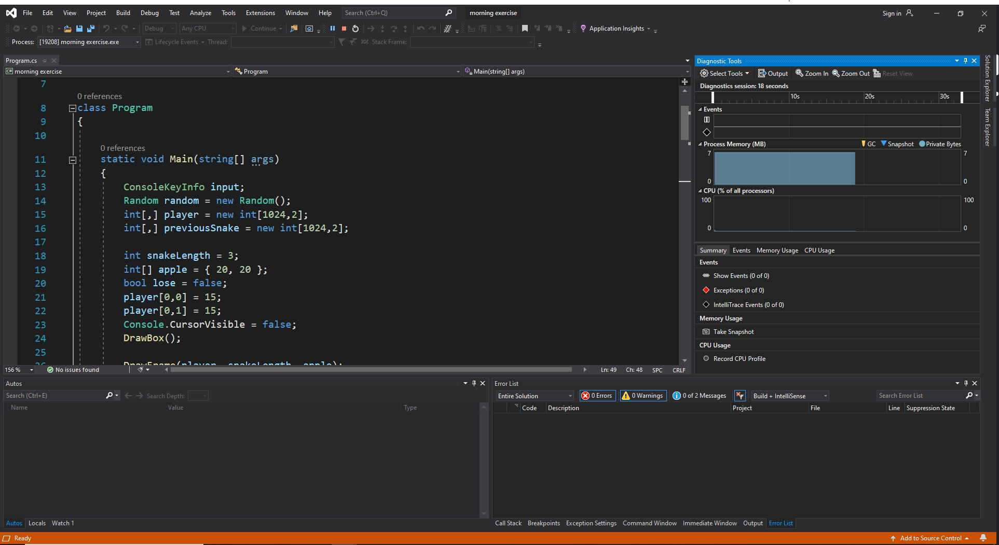 File Edit View Project Build Debug Test Analyze Tools Extensions Window Help Search (Ctrl+Q) morning exercise Sign in
Debug Any CPU Continue Application Insights
Process: [19208] morning exercise.exe Lifecycle Events Thread: Stack Frame:
Program.cs
morning exercise Program Main(string[] args)
7
0 references
8 class Program
9 {
10
0 references
11 static void Main(string[] args)
12 {
13 ConsoleKeyInfo input;
14 Random random = new Random();
15 int[,] player = new int[1024,2];
16 int[,] previousSnake = new int[1024,2];
17
18 int snakeLength = 3;
19 int[] apple = { 20, 20 };
20 bool lose = false;
21 player[0,0] = 15;
22 player[0,1] = 15;
23 Console.CursorVisible = false;
24 DrawBox();
25
26 DrawFrame(player, snakeLength, apple);
156 % No issues found Ln: 49 Ch: 48 SPC CRLF
Diagnostic Tools
Select Tools Output Zoom In Zoom Out Reset View
Diagnostics session: 18 seconds
10s 20s 30s
Events
Process Memory (MB) GC Snapshot Private Bytes
7 7
0 0
CPU (% of all processors)
100 100
0 0
Summary Events Memory Usage CPU Usage
Events
Show Events (0 of 0)
Exceptions (0 of 0)
IntelliTrace Events (0 of 0)
Memory Usage
Take Snapshot
CPU Usage
Record CPU Profile
Solution Explorer
Team Explorer
Autos
Search (Ctrl+E) Search Depth:
Name Value Type
Autos Locals Watch 1
Error List
Entire Solution 0 Errors 0 Warnings 0 of 2 Messages Build + IntelliSense Search Error List
Code Description Project File Line Suppression State
Call Stack Breakpoints Exception Settings Command Window Immediate Window Output Error List
Ready Add to Source Control